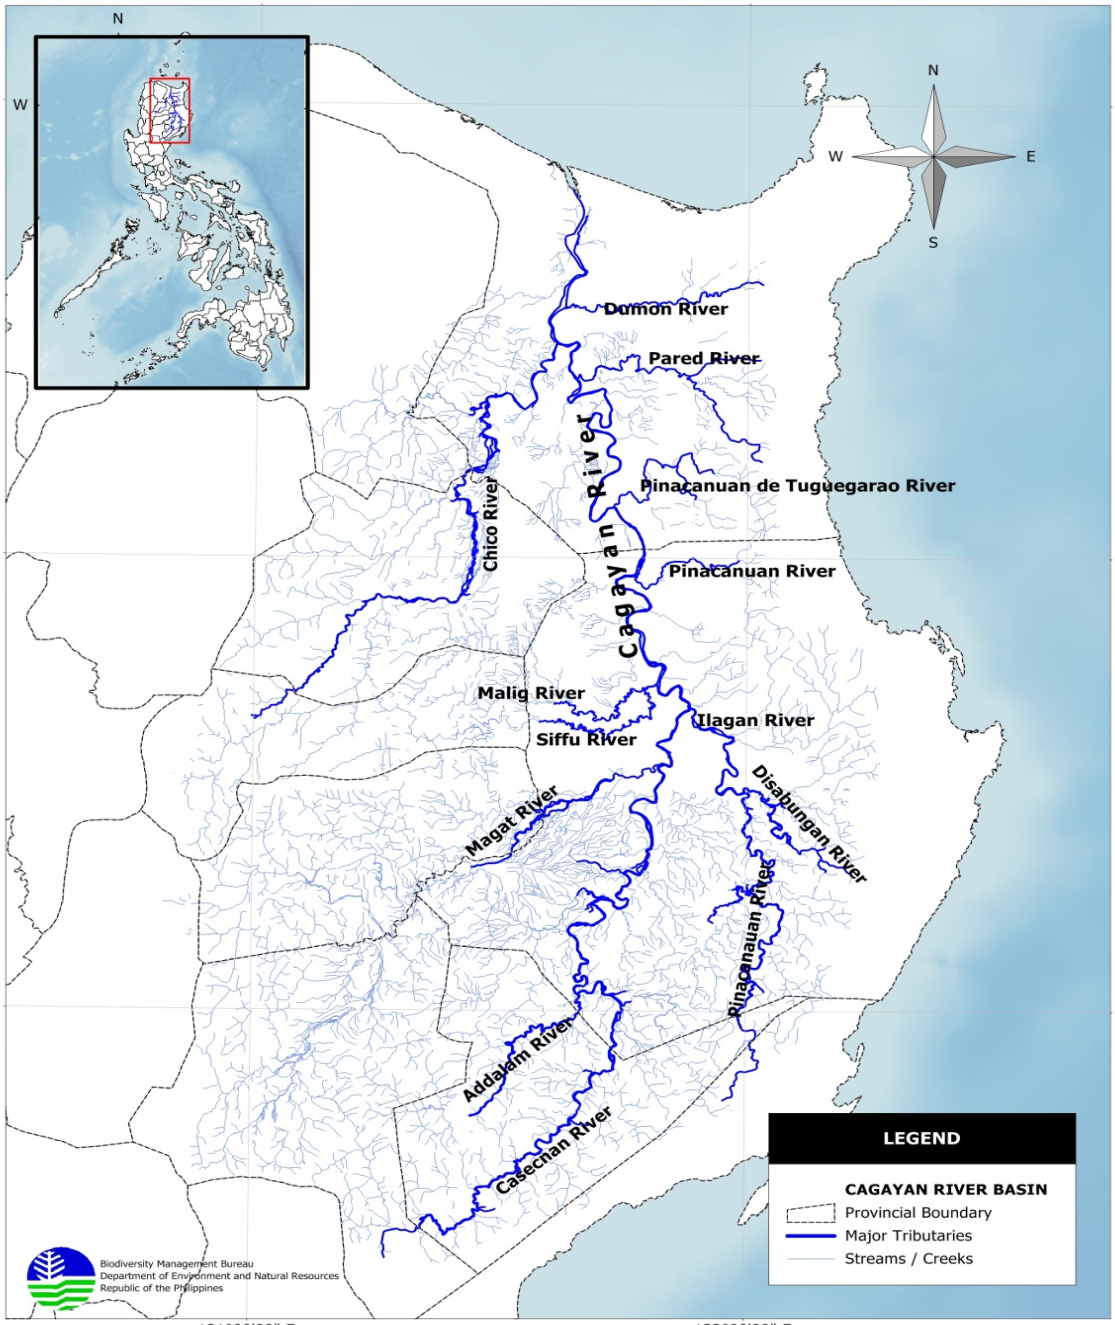 N
W
N
W
E
S
Dumon River
Pared River
Cagayan River
Pinacanuan de Tuguegarao River
Chico River
Pinacanuan River
Malig River
Siffu River
Ilagan River
Disabungan River
Magat River
Pinacanauan River
Addalam River
Casecnan River
LEGEND
CAGAYAN RIVER BASIN
Provincial Boundary
Major Tributaries
Streams / Creeks
Biodiversity Management Bureau
Department of Environment and Natural Resources
Republic of the Philippines